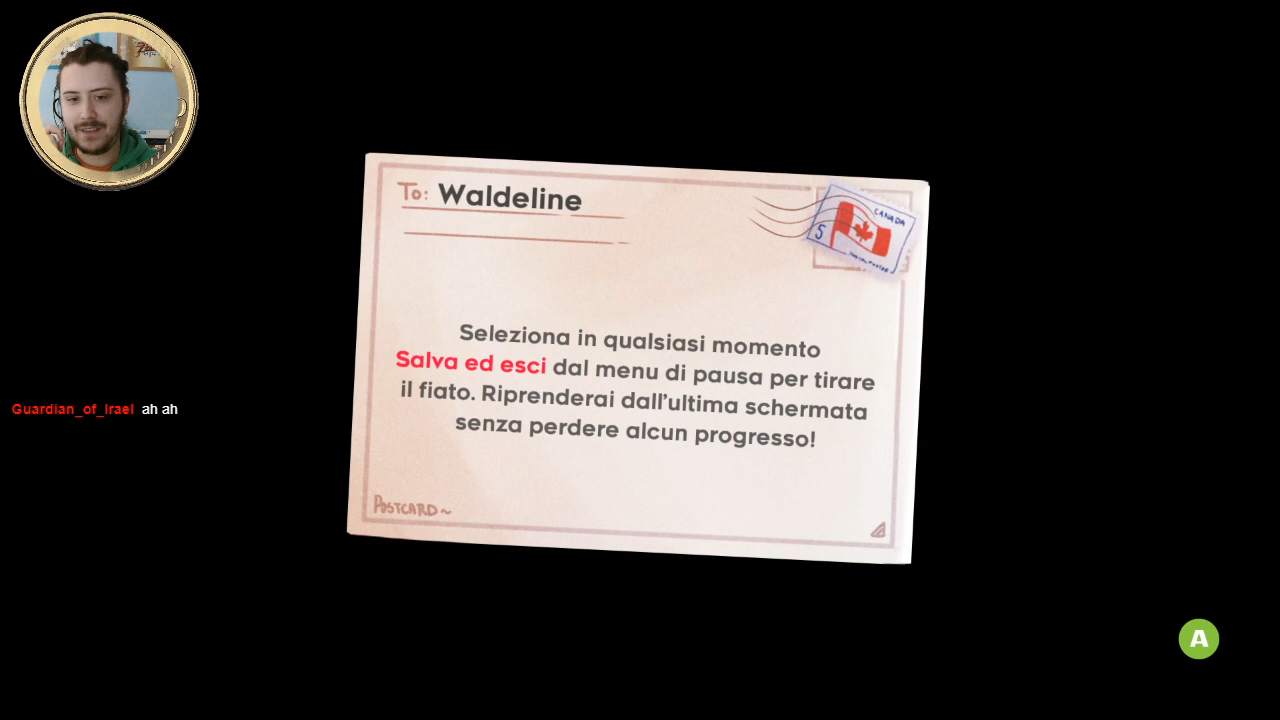 To: Waldeline
CANADA
5
Seleziona in qualsiasi momento
Salva ed esci dal menu di pausa per tirare
il fiato. Riprenderai dall'ultima schermata
senza perdere alcun progresso!
Guardian_of_Irael ah ah
POSTCARD~
A